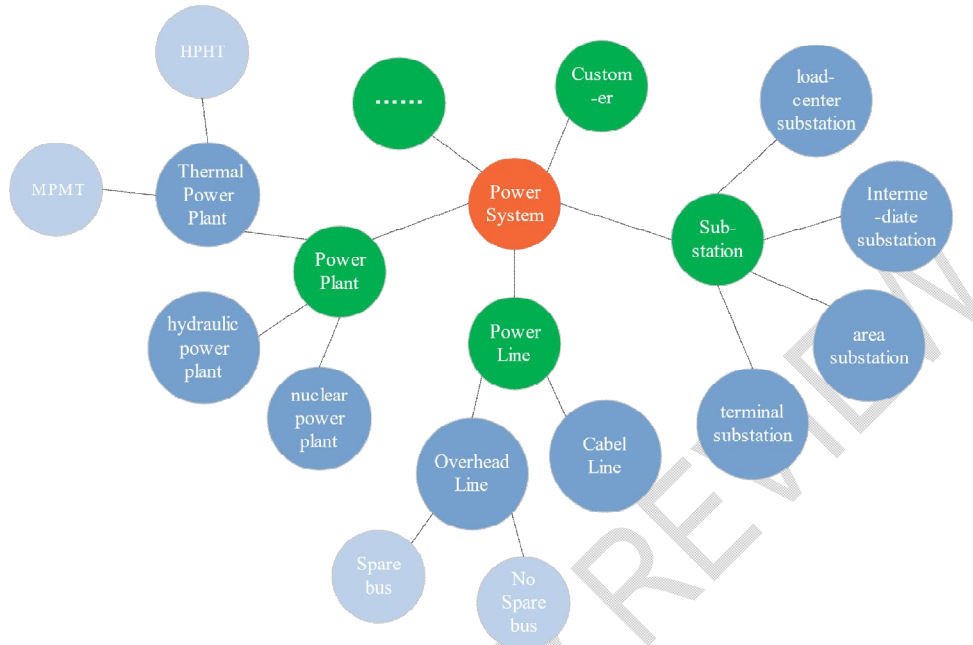 HPHT
MPMT
Thermal
Power
Plant
......
Custom
-er
Power
System
load-
center
substation
Interme
-diate
substation
Sub-
station
area
substation
terminal
substation
Power
Plant
hydraulic
power
plant
nuclear
power
plant
Power
Line
Overhead
Line
Cabel
Line
Spare
bus
No
Spare
bus
REVIEW